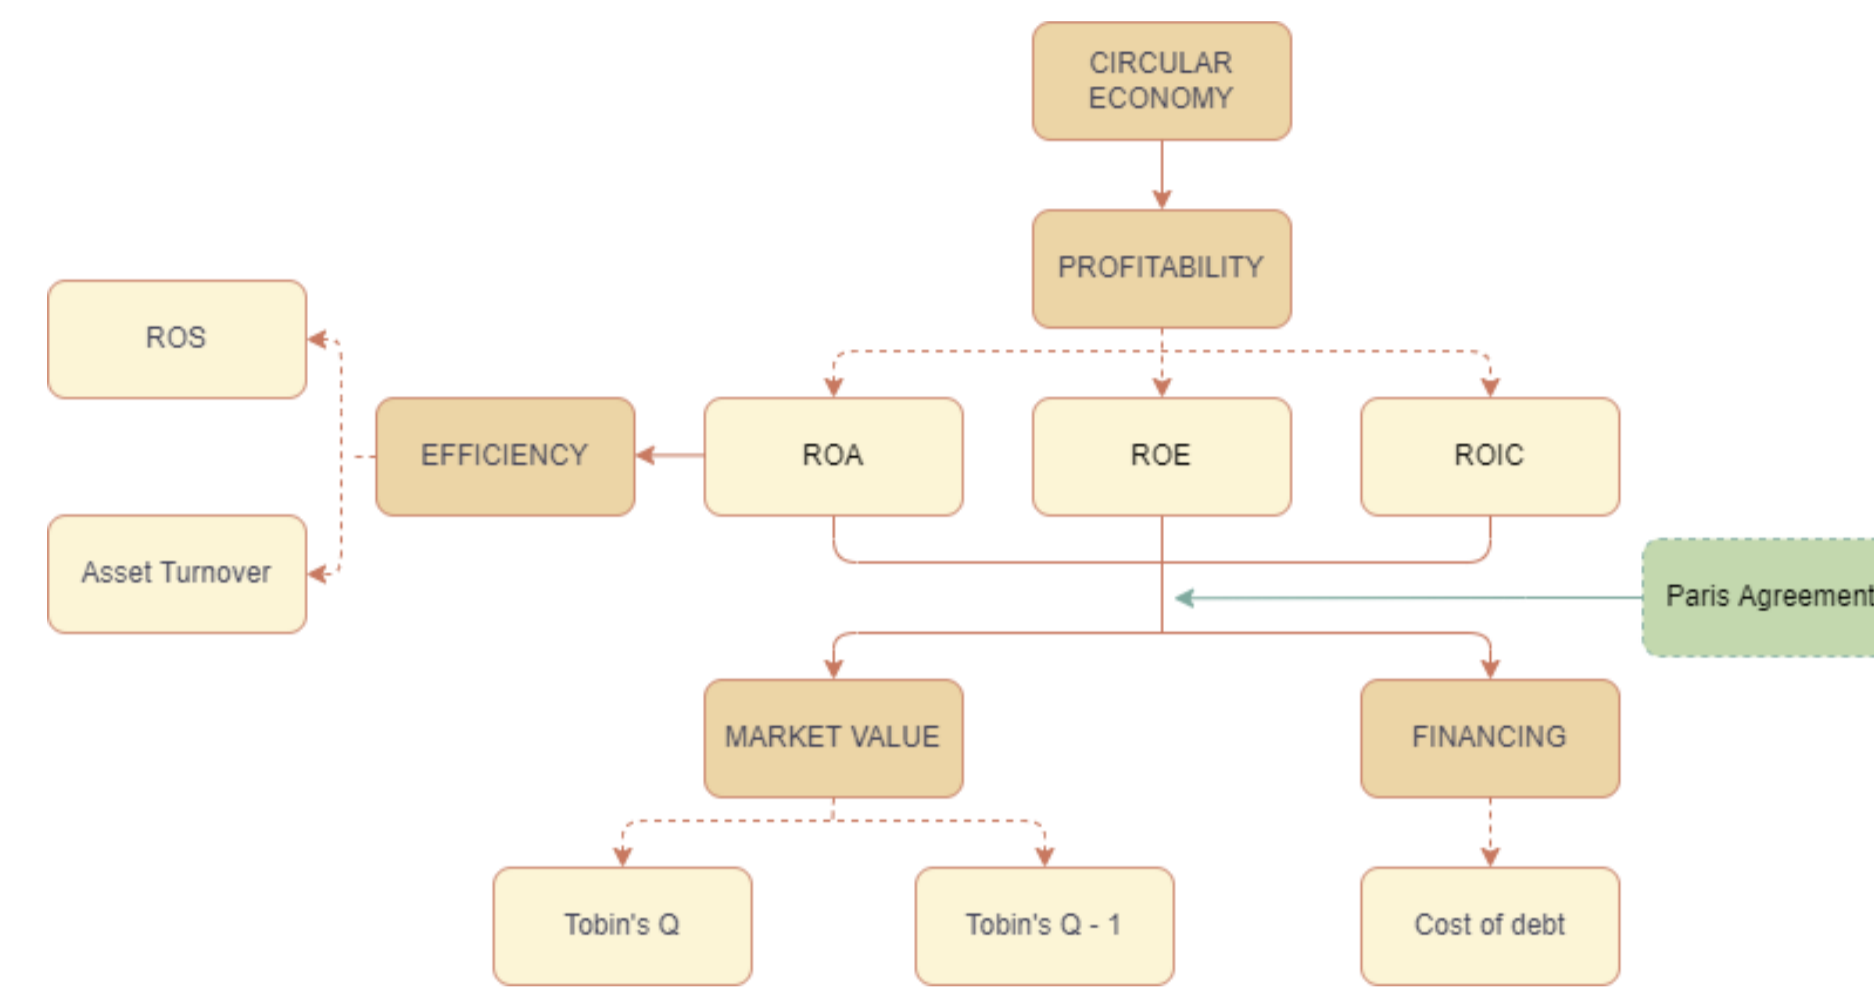 CIRCULAR
ECONOMY
PROFITABILITY
ROS
EFFICIENCY
ROA
ROE
ROIC
Asset Turnover
Paris Agreement
MARKET VALUE
FINANCING
Tobin's Q
Tobin's Q - 1
Cost of debt